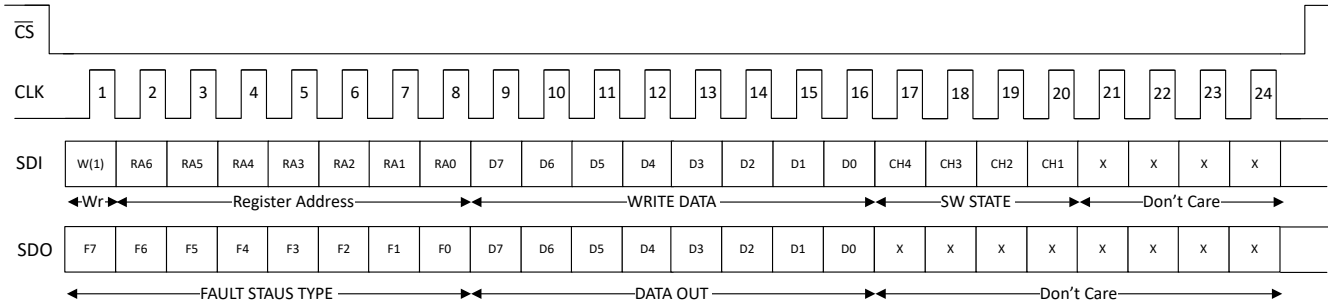 CS
CLK 1 2 3 4 5 6 7 8 9 10 11 12 13 14 15 16 17 18 19 20 21 22 23 24
SDI W(1) RA6 RA5 RA4 RA3 RA2 RA1 RA0 D7 D6 D5 D4 D3 D2 D1 D0 CH4 CH3 CH2 CH1 X X X X
Wr Register Address WRITE DATA SW STATE Don't Care
SDO F7 F6 F5 F4 F3 F2 F1 F0 D7 D6 D5 D4 D3 D2 D1 D0 X X X X X X X X
FAULT STAUS TYPE DATA OUT Don't Care